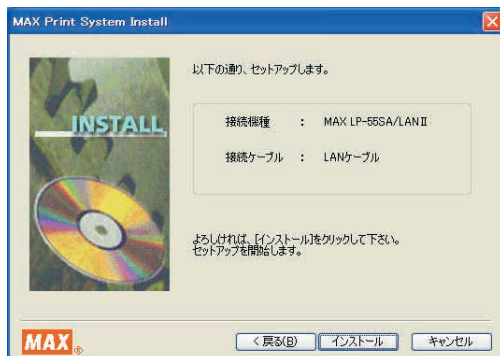 MAX Print System Install
INSTALL
以下の通り、セットアップします。
接続機種 : MAX LP-55SA/LANⅡ
接続ケーブル : LANケーブル
よろしければ、[インストール]をクリックして下さい。
セットアップを開始します。
MAX®
< 戻る(B) インストール キャンセル